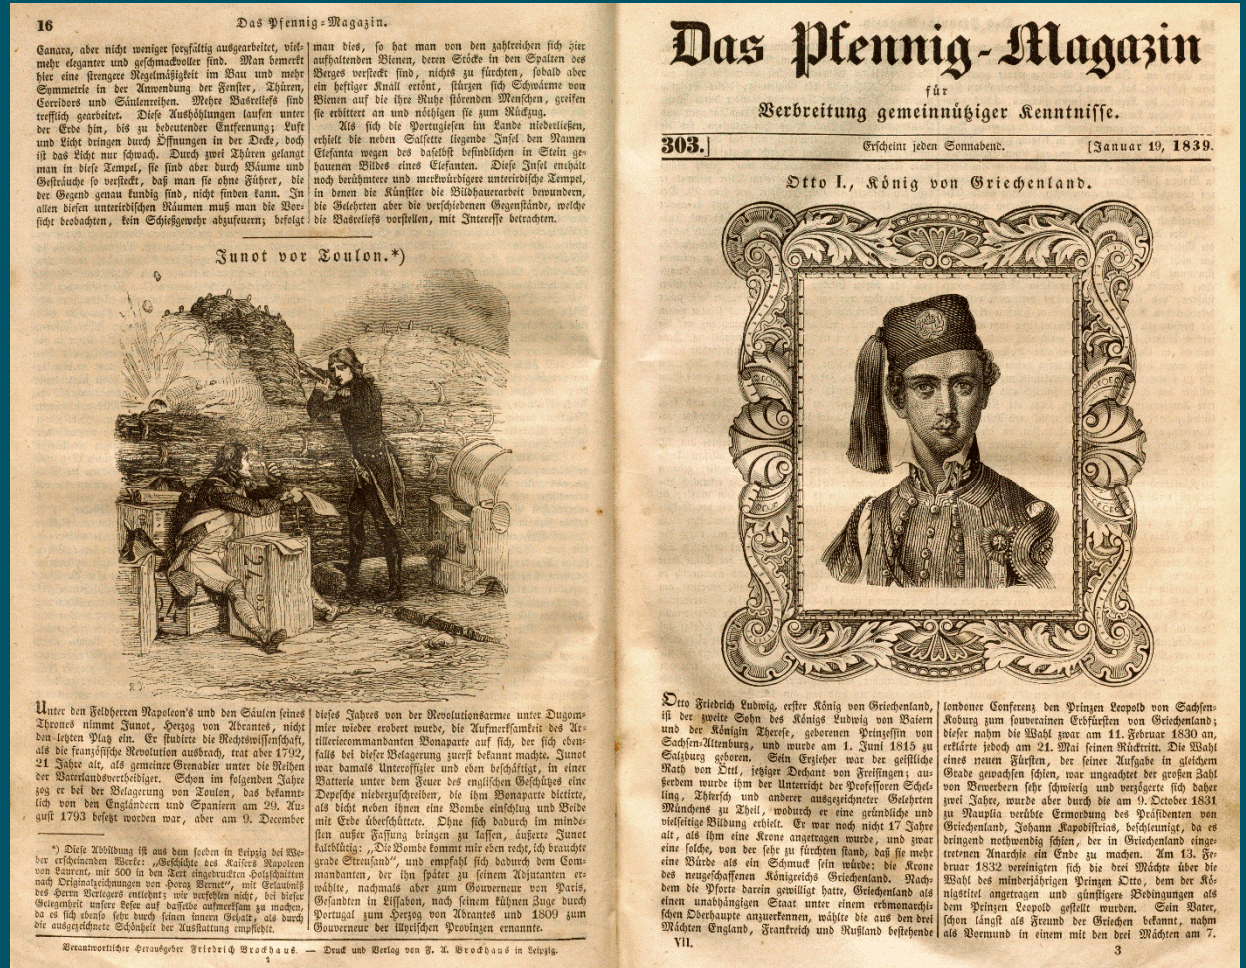 16
Das Pfennig-Magazin.
Canara, aber nicht weniger sorgfältig ausgearbeitet, viel-
mehr eleganter und geschmackvoller sind. Man bemerkt
hier eine strengere Regelmäßigkeit im Bau und mehr
Symmetrie in der Anwendung der Fenster, Thüren,
Corridors und Säulenreihen. Mehre Basreliefs sind
trefflich gearbeitet. Diese Aushöhlungen laufen unter
der Erde hin, bis zu bedeutender Entfernung; Luft
und Licht dringen durch Öffnungen in der Decke, doch
ist das Licht nur schwach. Durch zwei Thüren gelangt
man in diese Tempel, sie sind aber durch Bäume und
Gesträuche so versteckt, daß man sie ohne Führer, die
der Gegend genau kundig sind, nicht finden kann. In
allen diesen unterirdischen Räumen muß man die Vor-
sicht beobachten, kein Schießgewehr abzufeuern; befolgt
man dies, so hat man von den zahlreichen sich hier
aufhaltenden Bienen, deren Stöcke in den Spalten des
Berges versteckt sind, nichts zu fürchten, sobald aber
ein heftiger Knall ertönt, stürzen sich Schwärme von
Bienen auf die ihre Ruhe störenden Menschen, greifen
sie erbittert an und nöthigen sie zum Rückzug.
Als sich die Portugiesen im Lande niederließen,
erhielt die neben Salsette liegende Insel den Namen
Elefanta wegen des daselbst befindlichen in Stein ge-
hauenen Bildes eines Elefanten. Diese Insel enthält
noch berühmtere und merkwürdigere unterirdische Tempel,
in denen die Künstler die Bildhauerarbeit bewundern,
die Gelehrten aber die verschiedenen Gegenstände, welche
die Basreliefs vorstellen, mit Interesse betrachten.
Junot vor Toulon.*)
24
Unter den Feldherren Napoleon's und den Säulen seines
Thrones nimmt Junot, Herzog von Abrantes, nicht
den letzten Platz ein. Er studirte die Rechtswissenschaft,
als die französische Revolution ausbrach, trat aber 1792,
21 Jahre alt, als gemeiner Grenadier unter die Reihen
der Vaterlandsvertheidiger. Schon im folgenden Jahre
zog er bei der Belagerung von Toulon, das bekannt-
lich von den Engländern und Spaniern am 29. Au-
gust 1793 besetzt worden war, aber am 9. December
*) Diese Abbildung ist aus dem soeben in Leipzig bei We-
ber erscheinenden Werke: „Geschichte des Kaisers Napoleon
von Laurent, mit 500 in den Text eingedruckten Holzschnitten
nach Originalzeichnungen von Horaz Vernet“, mit Erlaubniß
des Herrn Verlegers entlehnt; wir verfehlen nicht, bei dieser
Gelegenheit unsere Leser auf dasselbe aufmerksam zu machen,
da es sich ebenso sehr durch seinen innern Gehalt, als durch
die ausgezeichnete Schönheit der Ausstattung empfiehlt.
dieses Jahres von der Revolutionsarmee unter Dugom-
mier wieder erobert wurde, die Aufmerksamkeit des Ar-
tilleriecommandanten Bonaparte auf sich, der sich eben-
falls bei dieser Belagerung zuerst bekannt machte. Junot
war damals Unteroffizier und eben beschäftigt, in einer
Batterie unter dem Feuer des englischen Geschützes eine
Depesche niederzuschreiben, die ihm Bonaparte dictirte,
als dicht neben ihnen eine Bombe einschlug und Beide
mit Erde überschüttete. Ohne sich dadurch im minde-
sten außer Fassung bringen zu lassen, äußerte Junot
kaltblütig: „Die Bombe kommt mir eben recht, ich brauchte
grade Streusand“, und empfahl sich dadurch dem Com-
mandanten, der ihn später zu seinem Adjutanten er-
wählte, nachmals aber zum Gouverneur von Paris,
Gesandten in Lissabon, nach seinem kühnen Zuge durch
Portugal zum Herzog von Abrantes und 1809 zum
Gouverneur der illyrischen Provinzen ernannte.
Verantwortlicher Herausgeber Friedrich Brockhaus. — Druck und Verlag von F. A. Brockhaus in Leipzig.
Das Pfennig-Magazin
für
Verbreitung gemeinnütziger Kenntnisse.
303.]
Erscheint jeden Sonnabend.
[Januar 19, 1839.
Otto I., König von Griechenland.
Otto Friedrich Ludwig, erster König von Griechenland,
ist der zweite Sohn des Königs Ludwig von Baiern
und der Königin Therese, geborenen Prinzessin von
Sachsen-Altenburg, und wurde am 1. Juni 1815 zu
Salzburg geboren. Sein Erzieher war der geistliche
Rath von Öttl, jetziger Dechant von Freisingen; au-
ßerdem wurde ihm der Unterricht der Professoren Schel-
ling, Thiersch und anderer ausgezeichneter Gelehrten
Münchens zu Theil, wodurch er eine gründliche und
vielseitige Bildung erhielt. Er war noch nicht 17 Jahre
alt, als ihm eine Krone angetragen wurde, und zwar
eine solche, von der sehr zu fürchten stand, daß sie mehr
eine Bürde als ein Schmuck sein würde: die Krone
des neugeschaffenen Königreichs Griechenland. Nach-
dem die Pforte darein gewilligt hatte, Griechenland als
einen unabhängigen Staat unter einem erbmonarchi-
schen Oberhaupte anzuerkennen, wählte die aus den drei
Mächten England, Frankreich und Rußland bestehende
VII.
londoner Conferenz den Prinzen Leopold von Sachsen-
Koburg zum souverainen Erbfürsten von Griechenland;
dieser nahm die Wahl zwar am 11. Februar 1830 an,
erklärte jedoch am 21. Mai seinen Rücktritt. Die Wahl
eines neuen Fürsten, der seiner Aufgabe in gleichem
Grade gewachsen schien, war ungeachtet der großen Zahl
von Bewerbern sehr schwierig und verzögerte sich daher
zwei Jahre, wurde aber durch die am 9. October 1831
zu Nauplia verübte Ermordung des Präsidenten von
Griechenland, Johann Kapodistrias, beschleunigt, da es
dringend nothwendig schien, der in Griechenland einge-
tretenen Anarchie ein Ende zu machen. Am 13. Fe-
bruar 1832 vereinigten sich die drei Mächte über die
Wahl des minderjährigen Prinzen Otto, dem der Kö-
nigstitel angetragen und günstigere Bedingungen als
dem Prinzen Leopold gestellt wurden. Sein Vater,
schon längst als Freund der Griechen bekannt, nahm
als Vormund in einem mit den drei Mächten am 7.
3